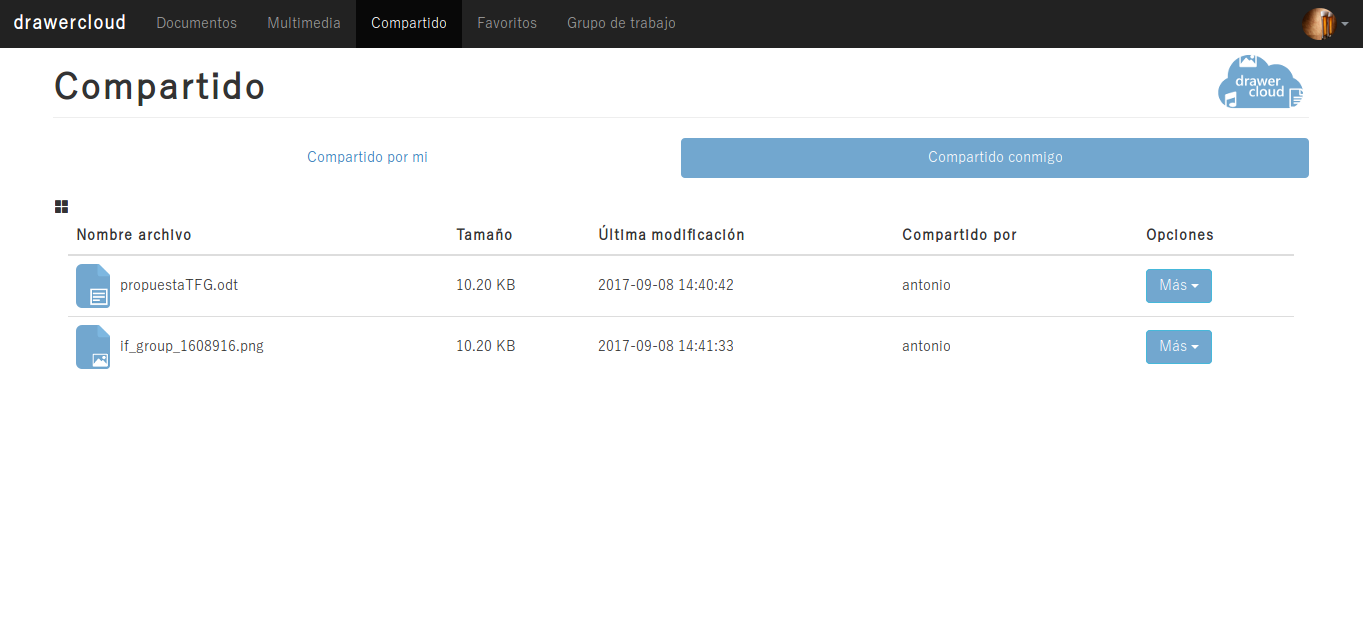 drawercloud Documentos Multimedia Compartido Favoritos Grupo de trabajo
Compartido
drawer
cloud
Compartido por mi Compartido conmigo
Nombre archivo Tamaño Última modificación Compartido por Opciones
propuestaTFG.odt 10.20 KB 2017-09-08 14:40:42 antonio Más
if_group_1608916.png 10.20 KB 2017-09-08 14:41:33 antonio Más